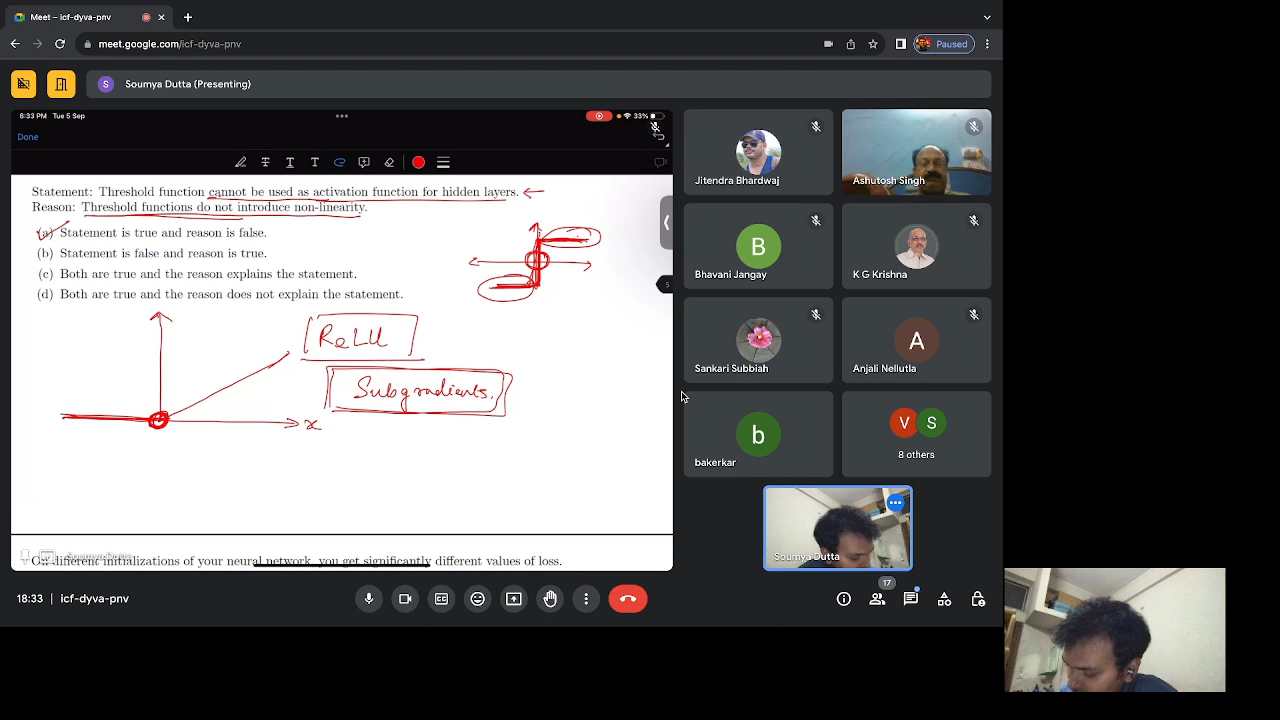 Meet – icf-dyva-pnv
meet.google.com/icf-dyva-pnv
Paused
S
Soumya Dutta (Presenting)
6:33 PM Tue 5 Sep
33%
Done
T T T
Statement: Threshold function cannot be used as activation function for hidden layers.
Reason: Threshold functions do not introduce non-linearity.
(a) Statement is true and reason is false.
(b) Statement is false and reason is true.
(c) Both are true and the reason explains the statement.
(d) Both are true and the reason does not explain the statement.
5
ReLU
Subgradients.
x
On different initializations of your neural network, you get significantly different values of loss.
Soumya Dutta
Jitendra Bhardwaj
Ashutosh Singh
B
Bhavani Jangay
K G Krishna
Sankari Subbiah
A
Anjali Nellutla
b
bakerkar
V S
8 others
Soumya Dutta
18:33 | icf-dyva-pnv
17